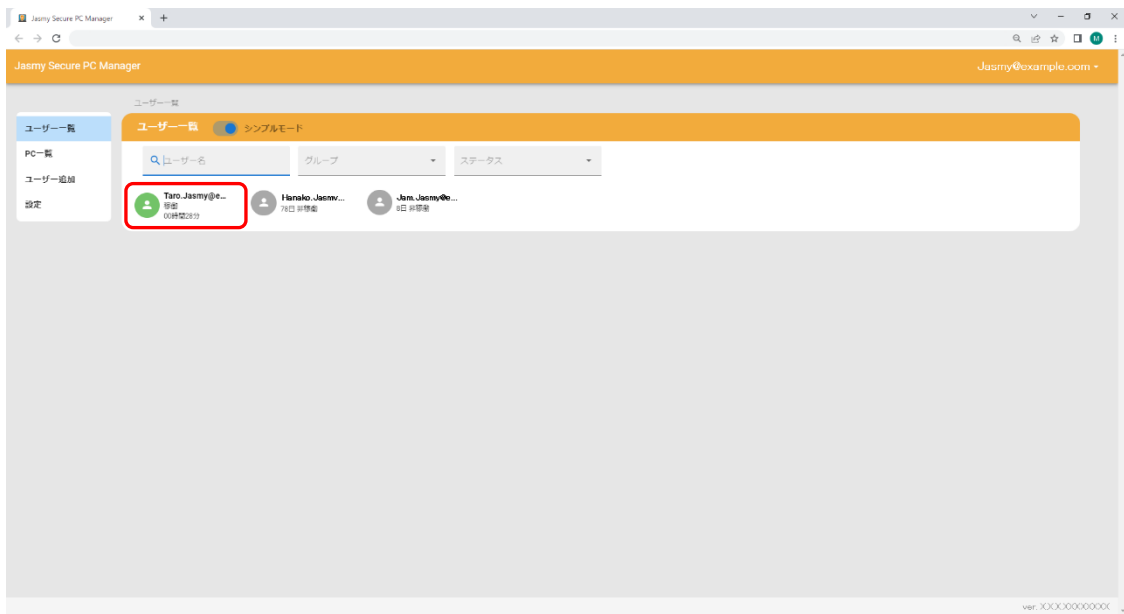 Jasmy Secure PC Manager
Jasmy Secure PC Manager
Jasmy@example.com
ユーザー一覧
ユーザー一覧
PC一覧
ユーザー追加
設定
ユーザー一覧 シンプルモード
ユーザー名 グループ ステータス
Taro.Jasmy@e...
稼働
00時間28分
Hanako.Jasmy...
78日 非稼働
Jam.Jasmy@e...
8日 非稼働
M
ver. XXXXXXXXXXXX